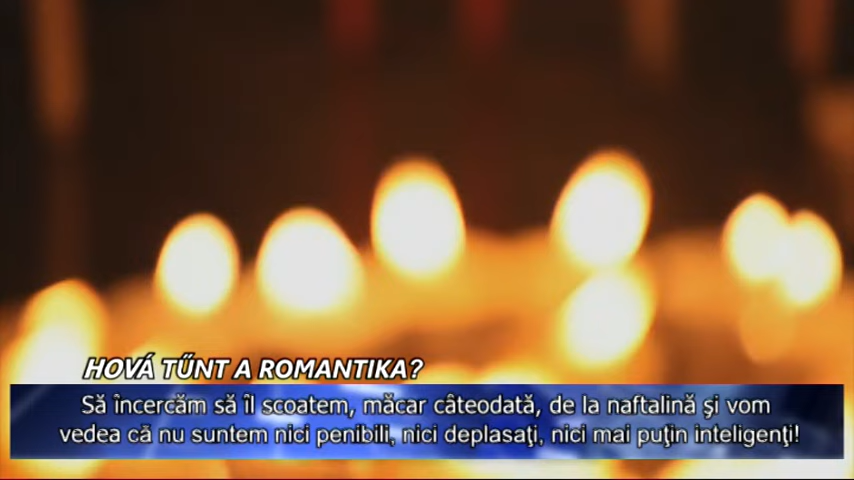 HOVÁ TŰNT A ROMANTIKA?
Să încercăm să îl scoatem, măcar câteodată, de la naftalină şi vom
vedea că nu suntem nici penibili, nici deplasaţi, nici mai puţin inteligenţi!